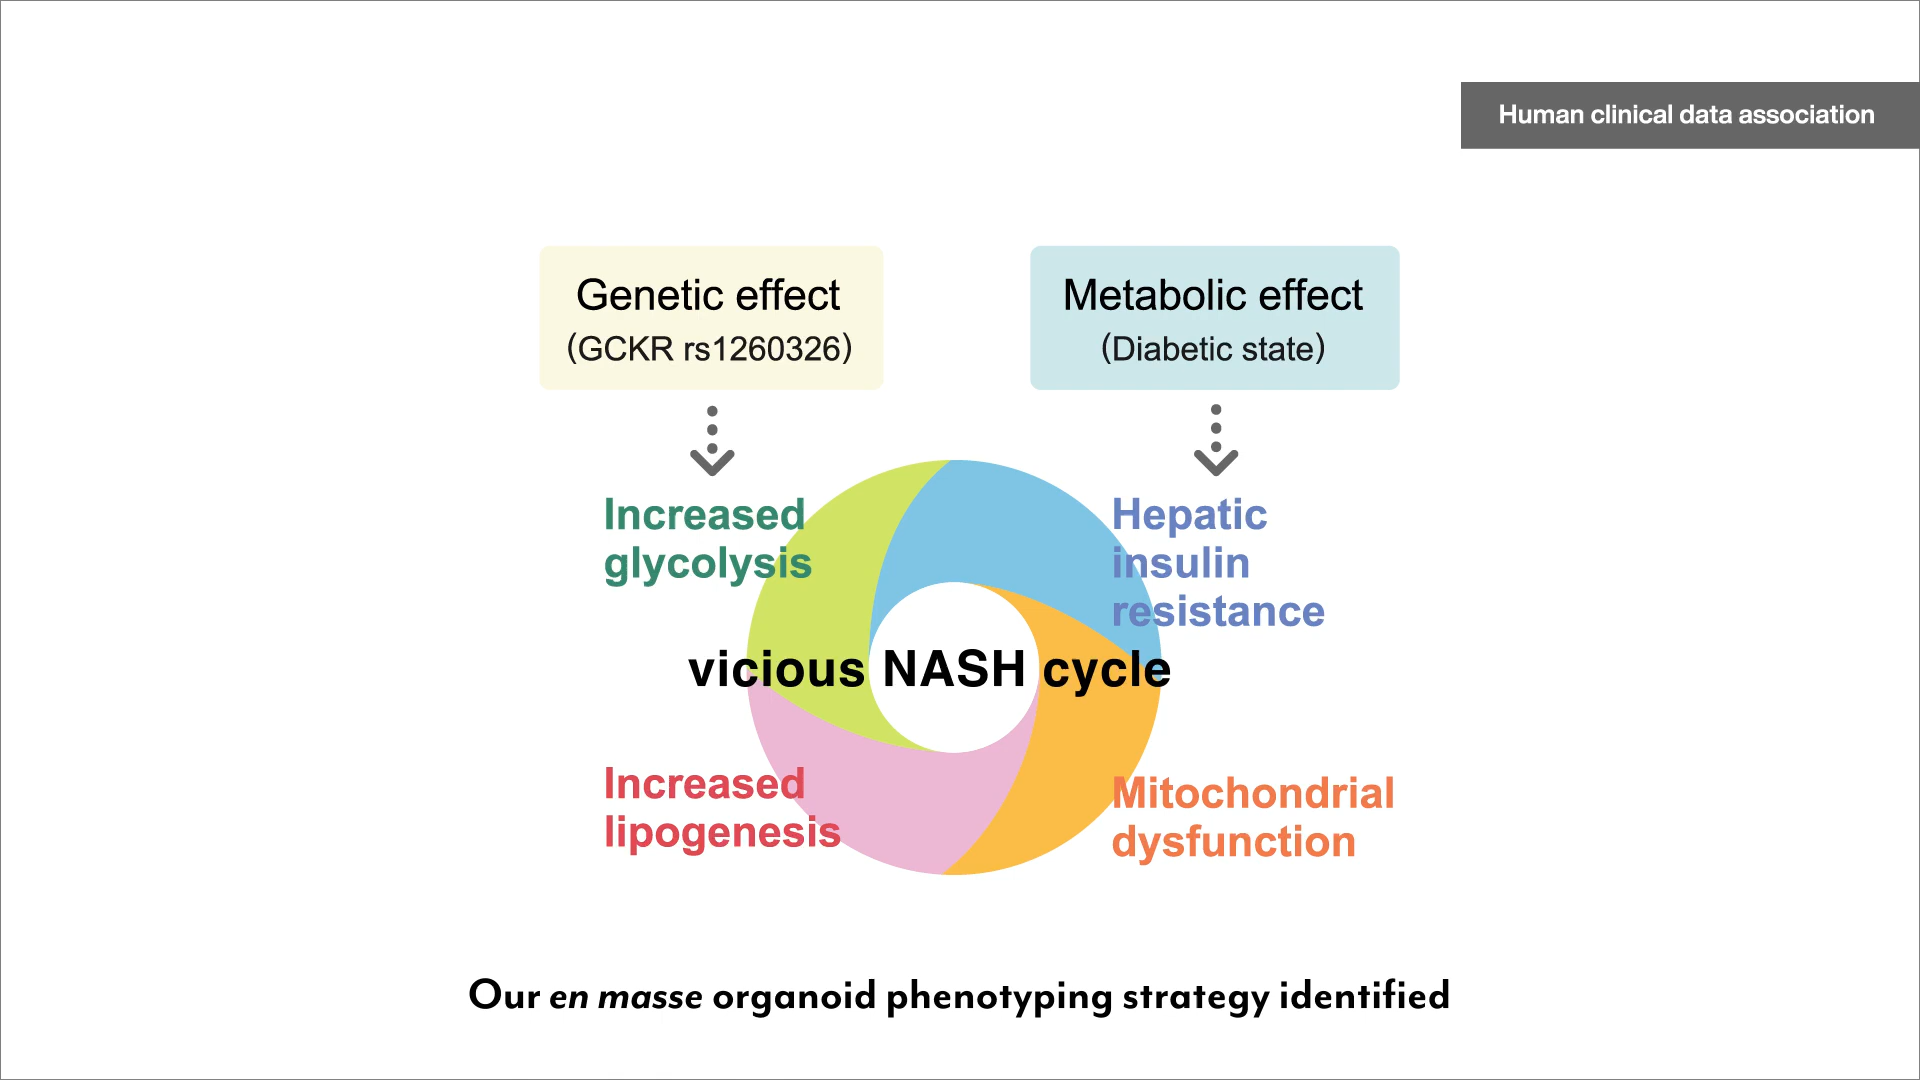 Human clinical data association
Genetic effect
(GCKR rs1260326)
Metabolic effect
(Diabetic state)
Increased
glycolysis
Hepatic
insulin
resistance
vicious NASH cycle
Increased
lipogenesis
Mitochondrial
dysfunction
Our en masse organoid phenotyping strategy identified